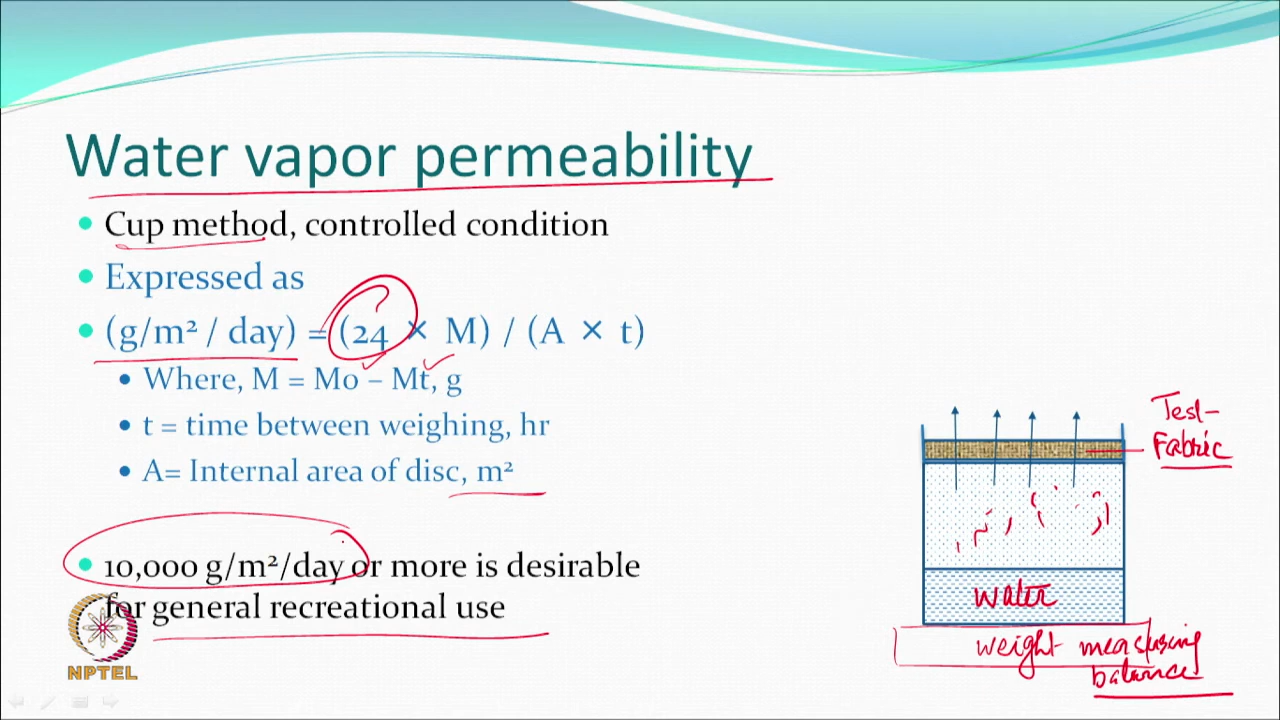 Water vapor permeability
Cup method, controlled condition
Expressed as
(g/m² / day) = (24 × M) / (A × t)
Where, M = Mo – Mt, g
t = time between weighing, hr
A= Internal area of disc, m²
10,000 g/m²/day or more is desirable
for general recreational use
Test-
Fabric
water
weight measusing
balance
NPTEL